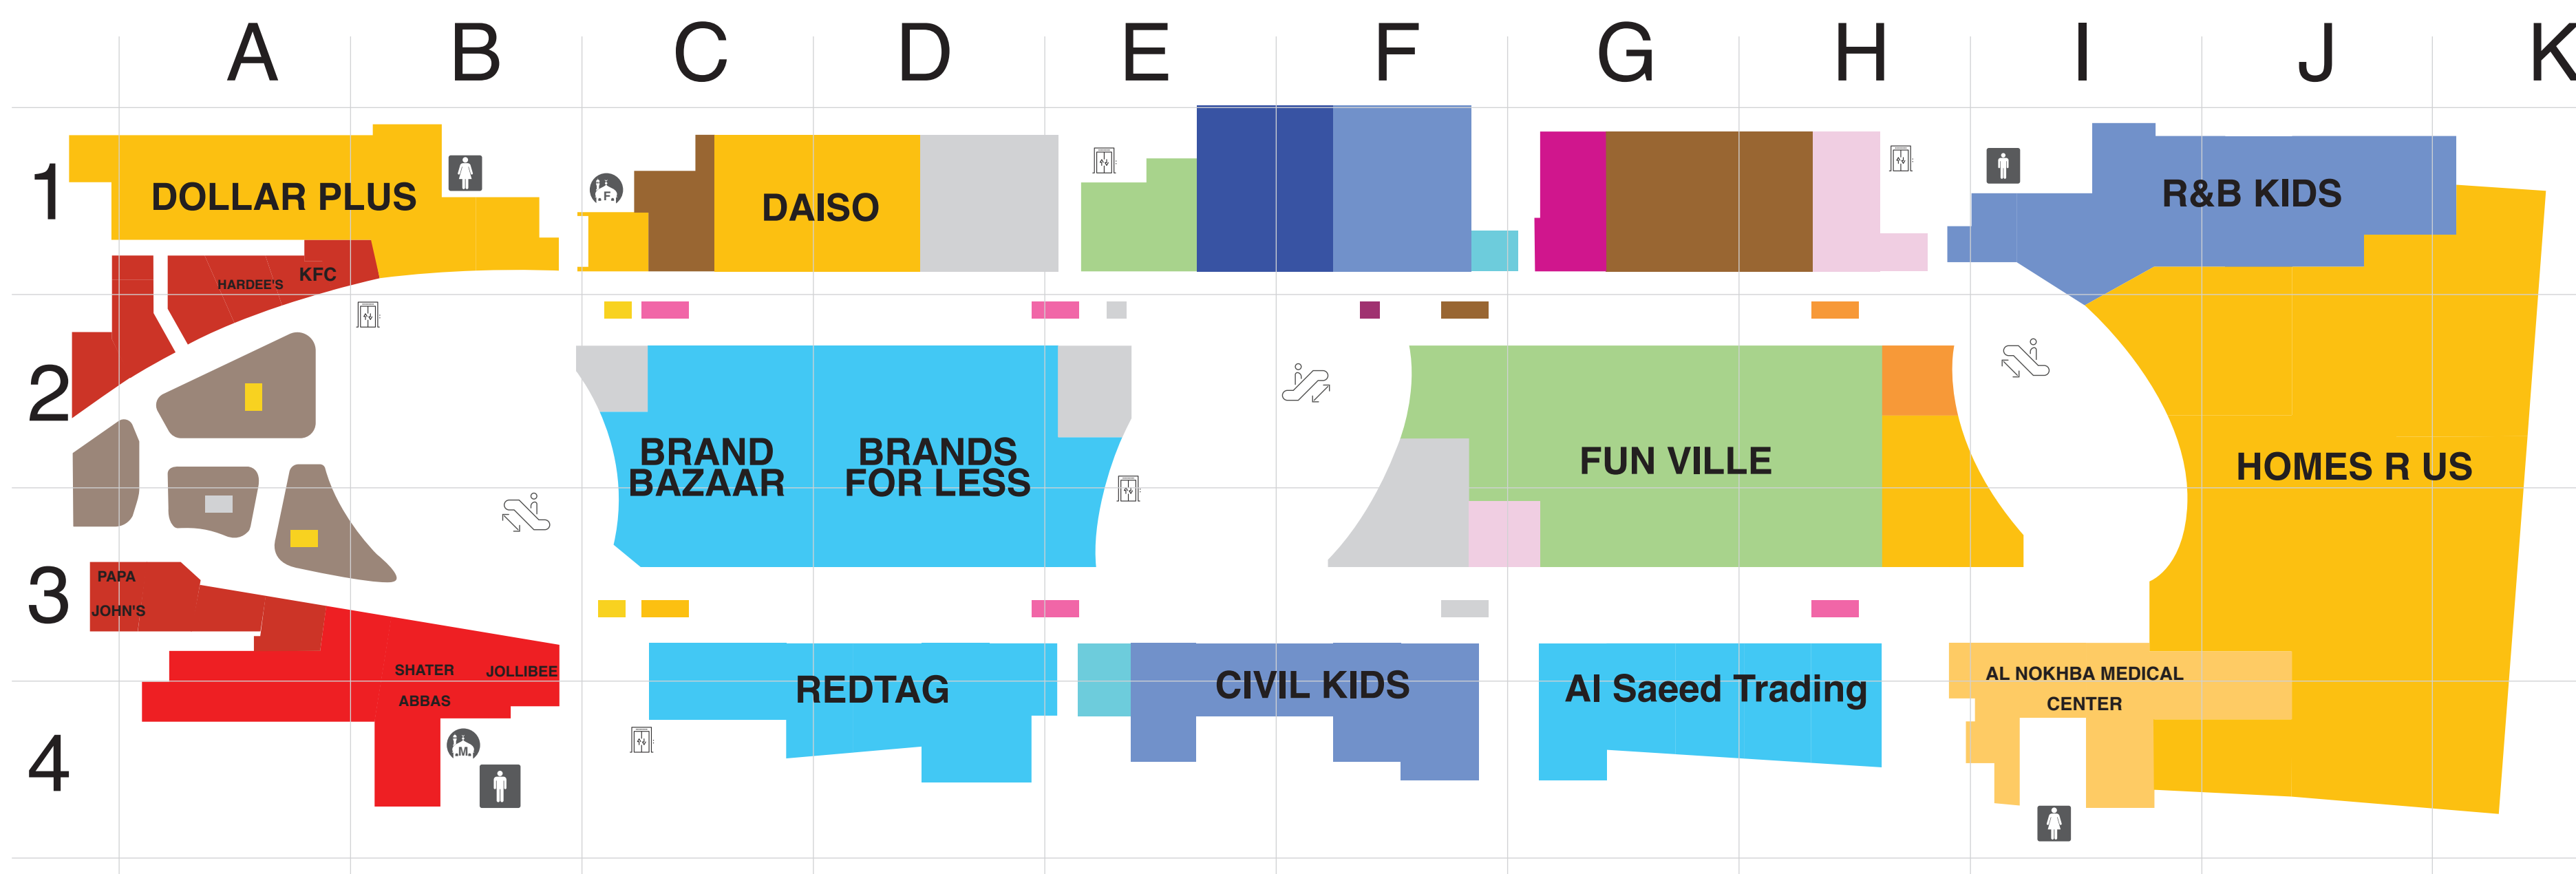 A B C D E F G H I J K
1
DOLLAR PLUS
F.
DAISO
R&B KIDS
HARDEE'S
KFC
2
BRAND
BAZAAR
BRANDS
FOR LESS
FUN VILLE
HOMES R US
3
PAPA
JOHN'S
SHATER
ABBAS
JOLLIBEE
REDTAG
CIVIL KIDS
Al Saeed Trading
AL NOKHBA MEDICAL
CENTER
4
M.